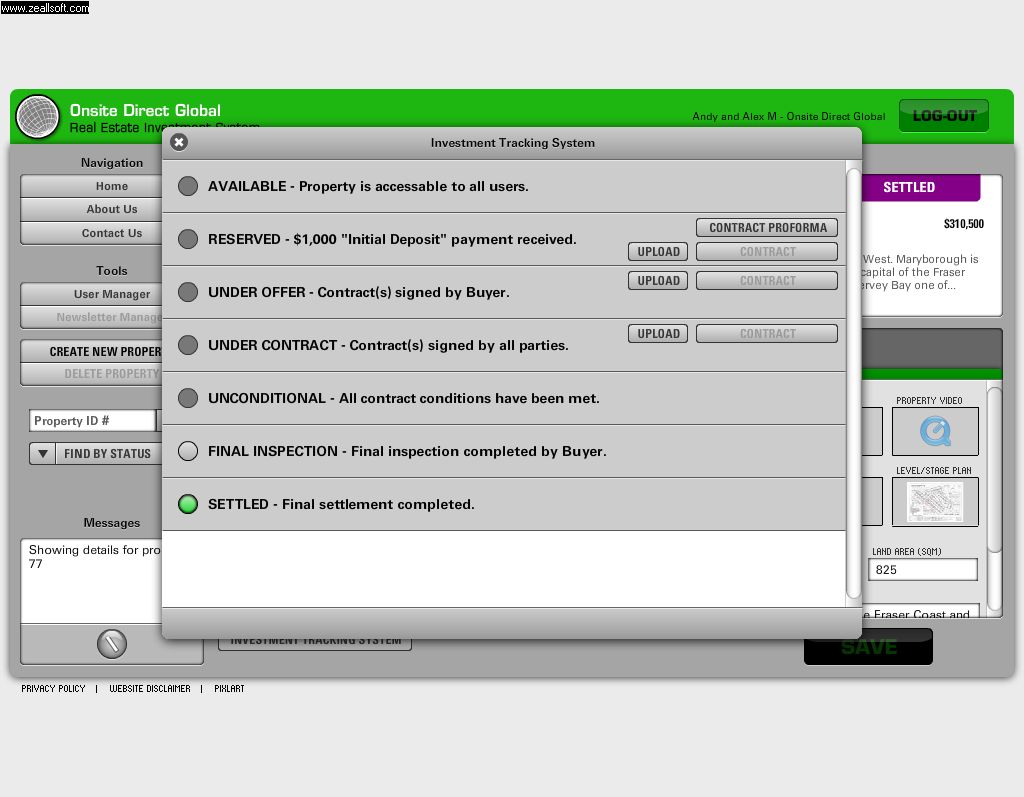 www.zeallsoft.com
Onsite Direct Global
Real Estate Investment System
Andy and Alex M - Onsite Direct Global
LOG-OUT
Navigation
Home
About Us
Contact Us
Tools
User Manager
Newsletter Manage
CREATE NEW PROPER
DELETE PROPERTY
Property ID #
FIND BY STATUS
Messages
Showing details for pro
77
Investment Tracking System
AVAILABLE - Property is accessable to all users.
RESERVED - $1,000 "Initial Deposit" payment received.
CONTRACT PROFORMA
UPLOAD
CONTRACT
UNDER OFFER - Contract(s) signed by Buyer.
UPLOAD
CONTRACT
UNDER CONTRACT - Contract(s) signed by all parties.
UPLOAD
CONTRACT
UNCONDITIONAL - All contract conditions have been met.
FINAL INSPECTION - Final inspection completed by Buyer.
SETTLED - Final settlement completed.
SETTLED
$310,500
West. Maryborough is
capital of the Fraser
ervey Bay one of...
PROPERTY VIDEO
LEVEL/STAGE PLAN
LAND AREA (SQM)
825
e Fraser Coast and
INVESTMENT TRACKING SYSTEM
SAVE
PRIVACY POLICY | WEBSITE DISCLAIMER | PIXLART